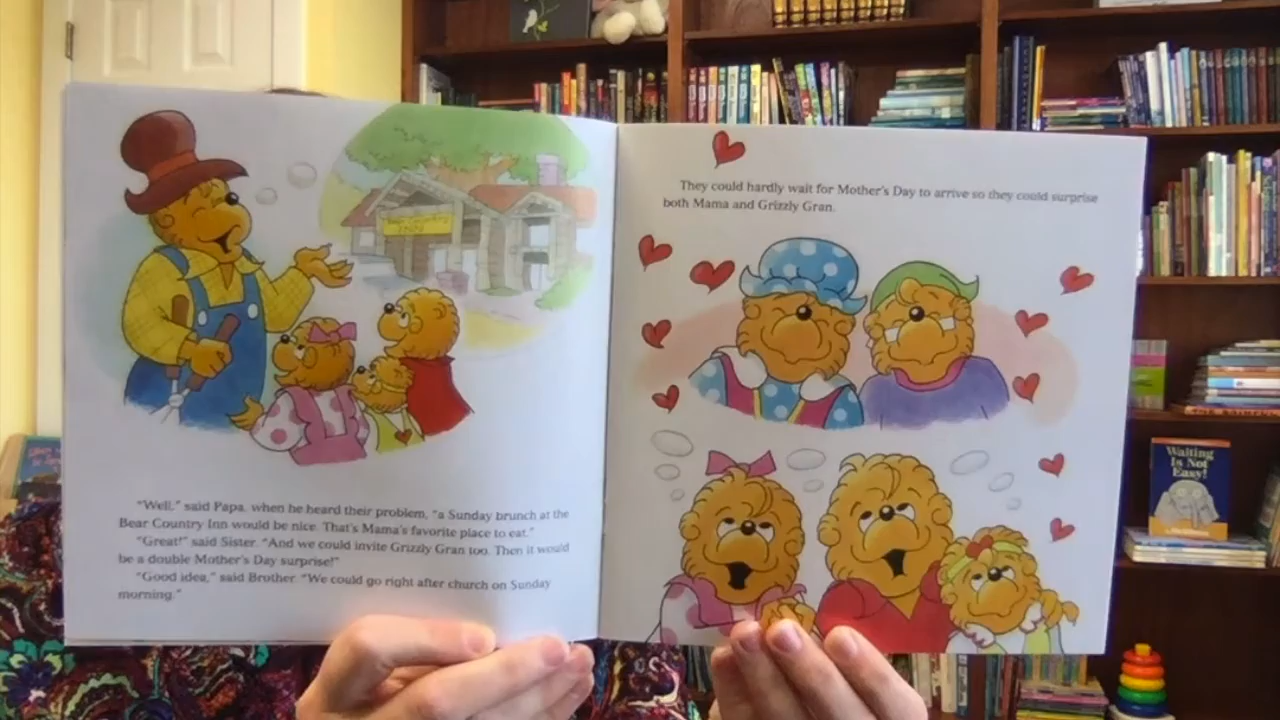 "Well," said Papa, when he heard their problem, "a Sunday brunch at the
Bear Country Inn would be nice. That's Mama's favorite place to eat."
"Great!" said Sister. "And we could invite Grizzly Gran too. Then it would
be a double Mother's Day surprise!"
"Good idea," said Brother. "We could go right after church on Sunday
morning."
They could hardly wait for Mother's Day to arrive so they could surprise
both Mama and Grizzly Gran.
Waiting
Is Not
Easy!